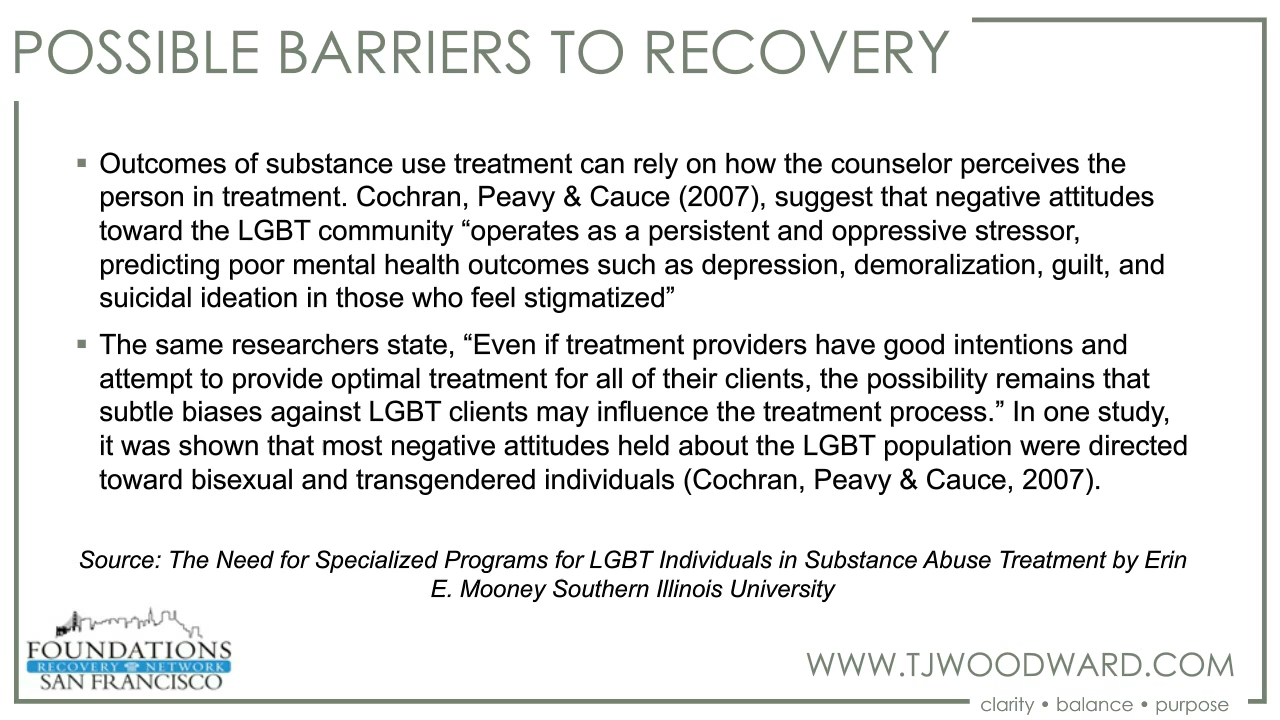 POSSIBLE BARRIERS TO RECOVERY
▪ Outcomes of substance use treatment can rely on how the counselor perceives the
person in treatment. Cochran, Peavy & Cauce (2007), suggest that negative attitudes
toward the LGBT community “operates as a persistent and oppressive stressor,
predicting poor mental health outcomes such as depression, demoralization, guilt, and
suicidal ideation in those who feel stigmatized”
▪ The same researchers state, “Even if treatment providers have good intentions and
attempt to provide optimal treatment for all of their clients, the possibility remains that
subtle biases against LGBT clients may influence the treatment process.” In one study,
it was shown that most negative attitudes held about the LGBT population were directed
toward bisexual and transgendered individuals (Cochran, Peavy & Cauce, 2007).
Source: The Need for Specialized Programs for LGBT Individuals in Substance Abuse Treatment by Erin
E. Mooney Southern Illinois University
FOUNDATIONS
RECOVERY NETWORK
SAN FRANCISCO
WWW.TJWOODWARD.COM
clarity • balance • purpose